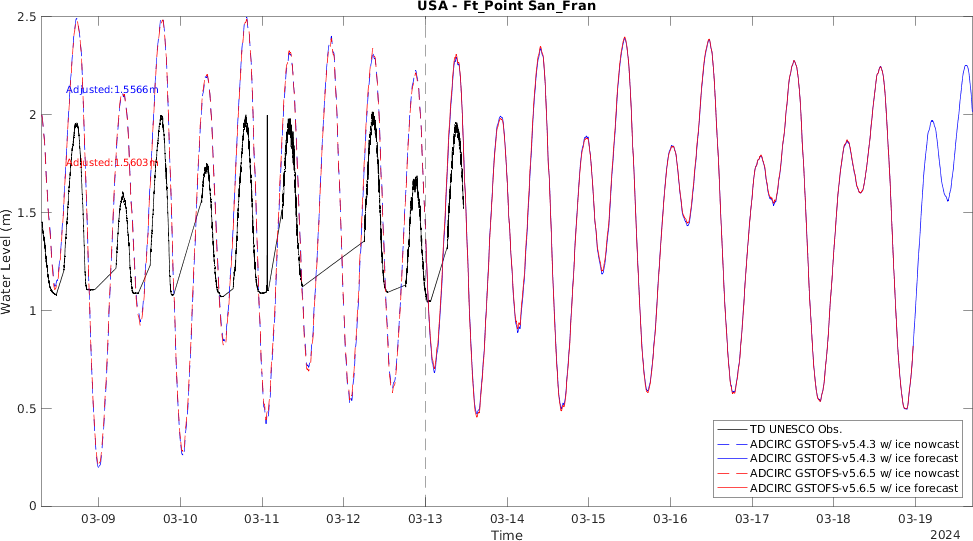 USA - Ft_Point San_Fran
2.5
2
1.5
1
0.5
0
Water Level (m)
Adjusted:1.5566m
Adjusted:1.5603m
TD UNESCO Obs.
ADCIRC GSTOFS-v5.4.3 w/ ice nowcast
ADCIRC GSTOFS-v5.4.3 w/ ice forecast
ADCIRC GSTOFS-v5.6.5 w/ ice nowcast
ADCIRC GSTOFS-v5.6.5 w/ ice forecast
03-09 03-10 03-11 03-12 03-13 03-14 03-15 03-16 03-17 03-18 03-19
Time
2024